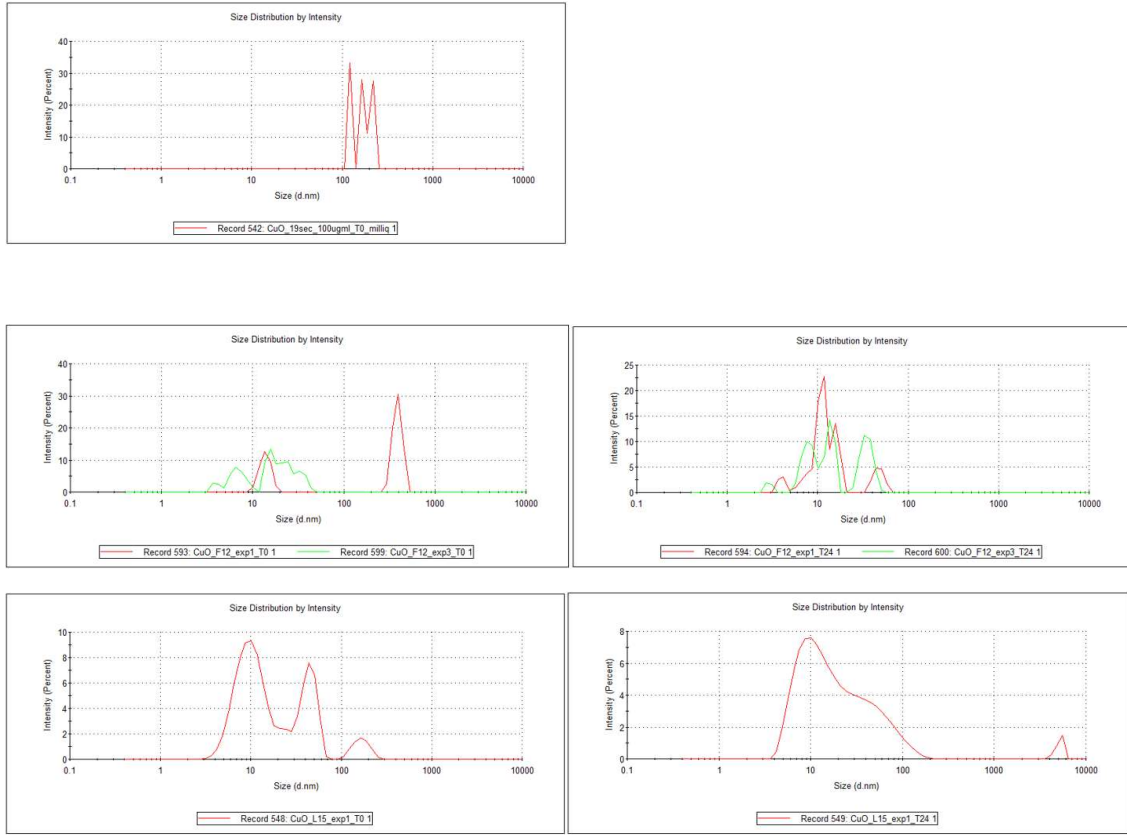 Size Distribution by Intensity
Intensity (Percent)
40
30
20
10
0
0.1 1 10 100 1000 10000
Size (d.nm)
Record 542: CuO_19sec_100ugml_T0_milliq 1
Size Distribution by Intensity
Intensity (Percent)
40
30
20
10
0
0.1 1 10 100 1000 10000
Size (d.nm)
Record 593: CuO_F12_exp1_T0 1 Record 599: CuO_F12_exp3_T0 1
Size Distribution by Intensity
Intensity (Percent)
25
20
15
10
5
0
0.1 1 10 100 1000 10000
Size (d.nm)
Record 594: CuO_F12_exp1_T24 1 Record 600: CuO_F12_exp3_T24 1
Size Distribution by Intensity
Intensity (Percent)
10
8
6
4
2
0
0.1 1 10 100 1000 10000
Size (d.nm)
Record 548: CuO_L15_exp1_T0 1
Size Distribution by Intensity
Intensity (Percent)
8
6
4
2
0
0.1 1 10 100 1000 10000
Size (d.nm)
Record 549: CuO_L15_exp1_T24 1